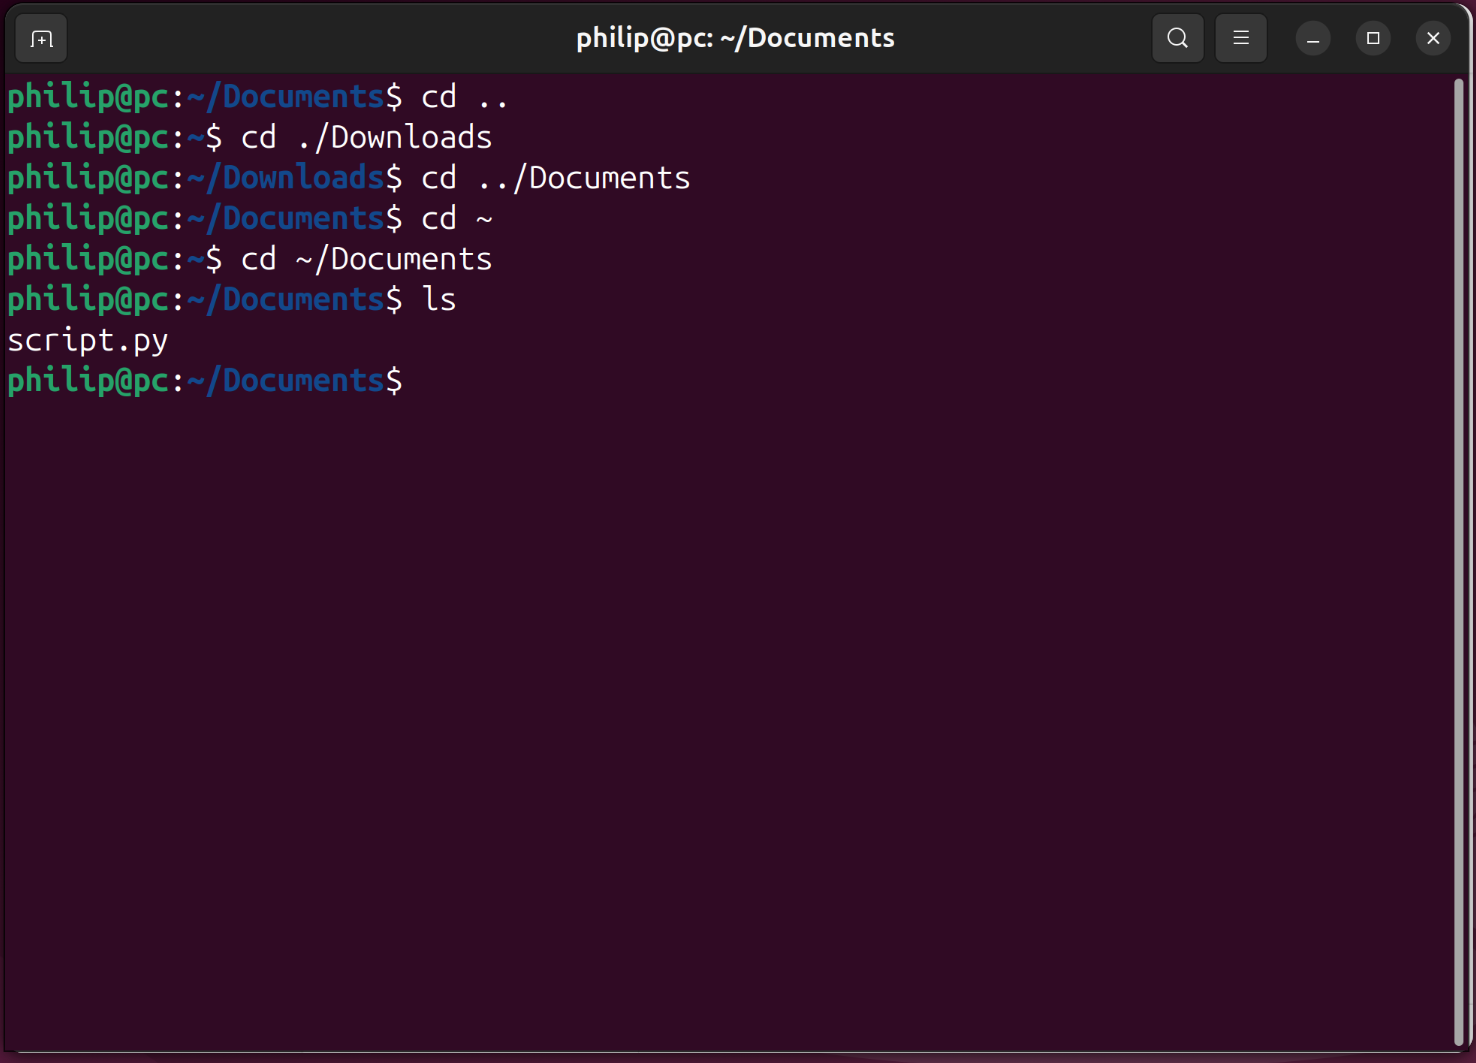 philip@pc: ~/Documents
philip@pc:~/Documents$ cd ..
philip@pc:~$ cd ./Downloads
philip@pc:~/Downloads$ cd ../Documents
philip@pc:~/Documents$ cd ~
philip@pc:~$ cd ~/Documents
philip@pc:~/Documents$ ls
script.py
philip@pc:~/Documents$